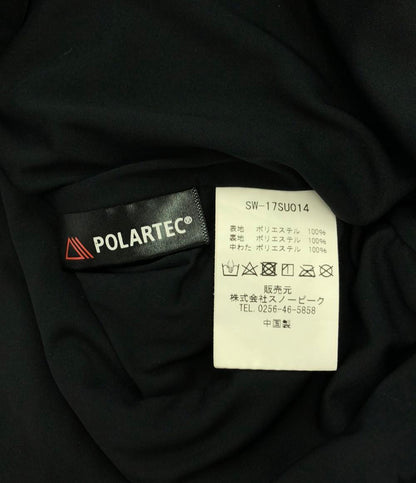 POLARTEC®
SW-17SU014
表地 ポリエステル 100%
裏地 ポリエステル 100%
中わた ポリエステル 100%
販売元
株式会社スノーピーク
TEL.0256-46-5858
中国製